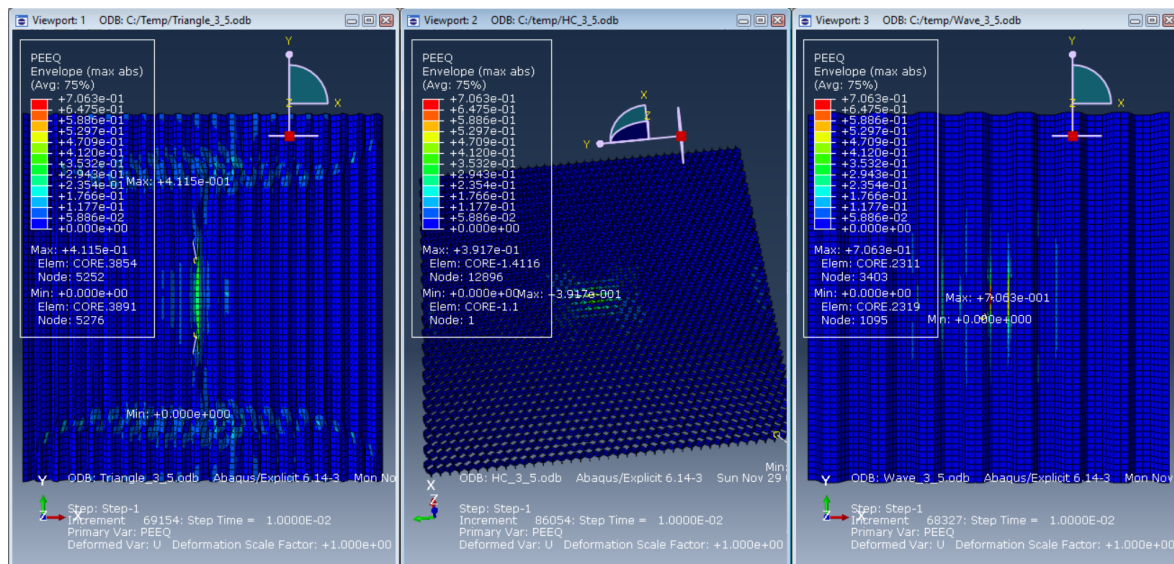 Viewport: 1 ODB: C:/Temp/Triangle_3_5.odb
PEEQ
Envelope (max abs)
(Avg: 75%)
+7.063e-01
+6.475e-01
+5.886e-01
+5.297e-01
+4.709e-01
+4.120e-01
+3.532e-01
+2.943e-01
+2.354e-01
+1.766e-01
+1.177e-01
+5.886e-02
+0.000e+00
Max: +4.115e-01
Elem: CORE.3854
Node: 5252
Min: +0.000e+00
Elem: CORE.3891
Node: 5276
Y
Z
X
Max: +4.115e-001
Min: +0.000e+000
ODB: Triangle_3_5.odb Abaqus/Explicit 6.14-3 Mon Nov
Y
Z
X
Step: Step-1
Increment 69154: Step Time = 1.0000E-02
Primary Var: PEEQ
Deformed Var: U Deformation Scale Factor: +1.000e+00
Viewport: 2 ODB: C:/temp/HC_3_5.odb
PEEQ
Envelope (max abs)
(Avg: 75%)
+7.063e-01
+6.475e-01
+5.886e-01
+5.297e-01
+4.709e-01
+4.120e-01
+3.532e-01
+2.943e-01
+2.354e-01
+1.766e-01
+1.177e-01
+5.886e-02
+0.000e+00
Max: +3.917e-01
Elem: CORE-1.4116
Node: 12896
Min: +0.000e+00
Elem: CORE-1.1
Node: 1
X
Z
Y
Max: +3.917e-001
Min:
ODB: HC_3_5.odb Abaqus/Explicit 6.14-3 Sun Nov 29
X
Z
Step: Step-1
Increment 86054: Step Time = 1.0000E-02
Primary Var: PEEQ
Deformed Var: U Deformation Scale Factor: +1.000e+00
Viewport: 3 ODB: C:/temp/Wave_3_5.odb
PEEQ
Envelope (max abs)
(Avg: 75%)
+7.063e-01
+6.475e-01
+5.886e-01
+5.297e-01
+4.709e-01
+4.120e-01
+3.532e-01
+2.943e-01
+2.354e-01
+1.766e-01
+1.177e-01
+5.886e-02
+0.000e+00
Max: +7.063e-01
Elem: CORE.2311
Node: 3403
Min: +0.000e+00
Elem: CORE.2319
Node: 1095
Y
Z
X
Max: +7.063e-001
Min: +0.000e+000
ODB: Wave_3_5.odb Abaqus/Explicit 6.14-3 Mon Nov
Y
Z
X
Step: Step-1
Increment 68327: Step Time = 1.0000E-02
Primary Var: PEEQ
Deformed Var: U Deformation Scale Factor: +1.000e+00